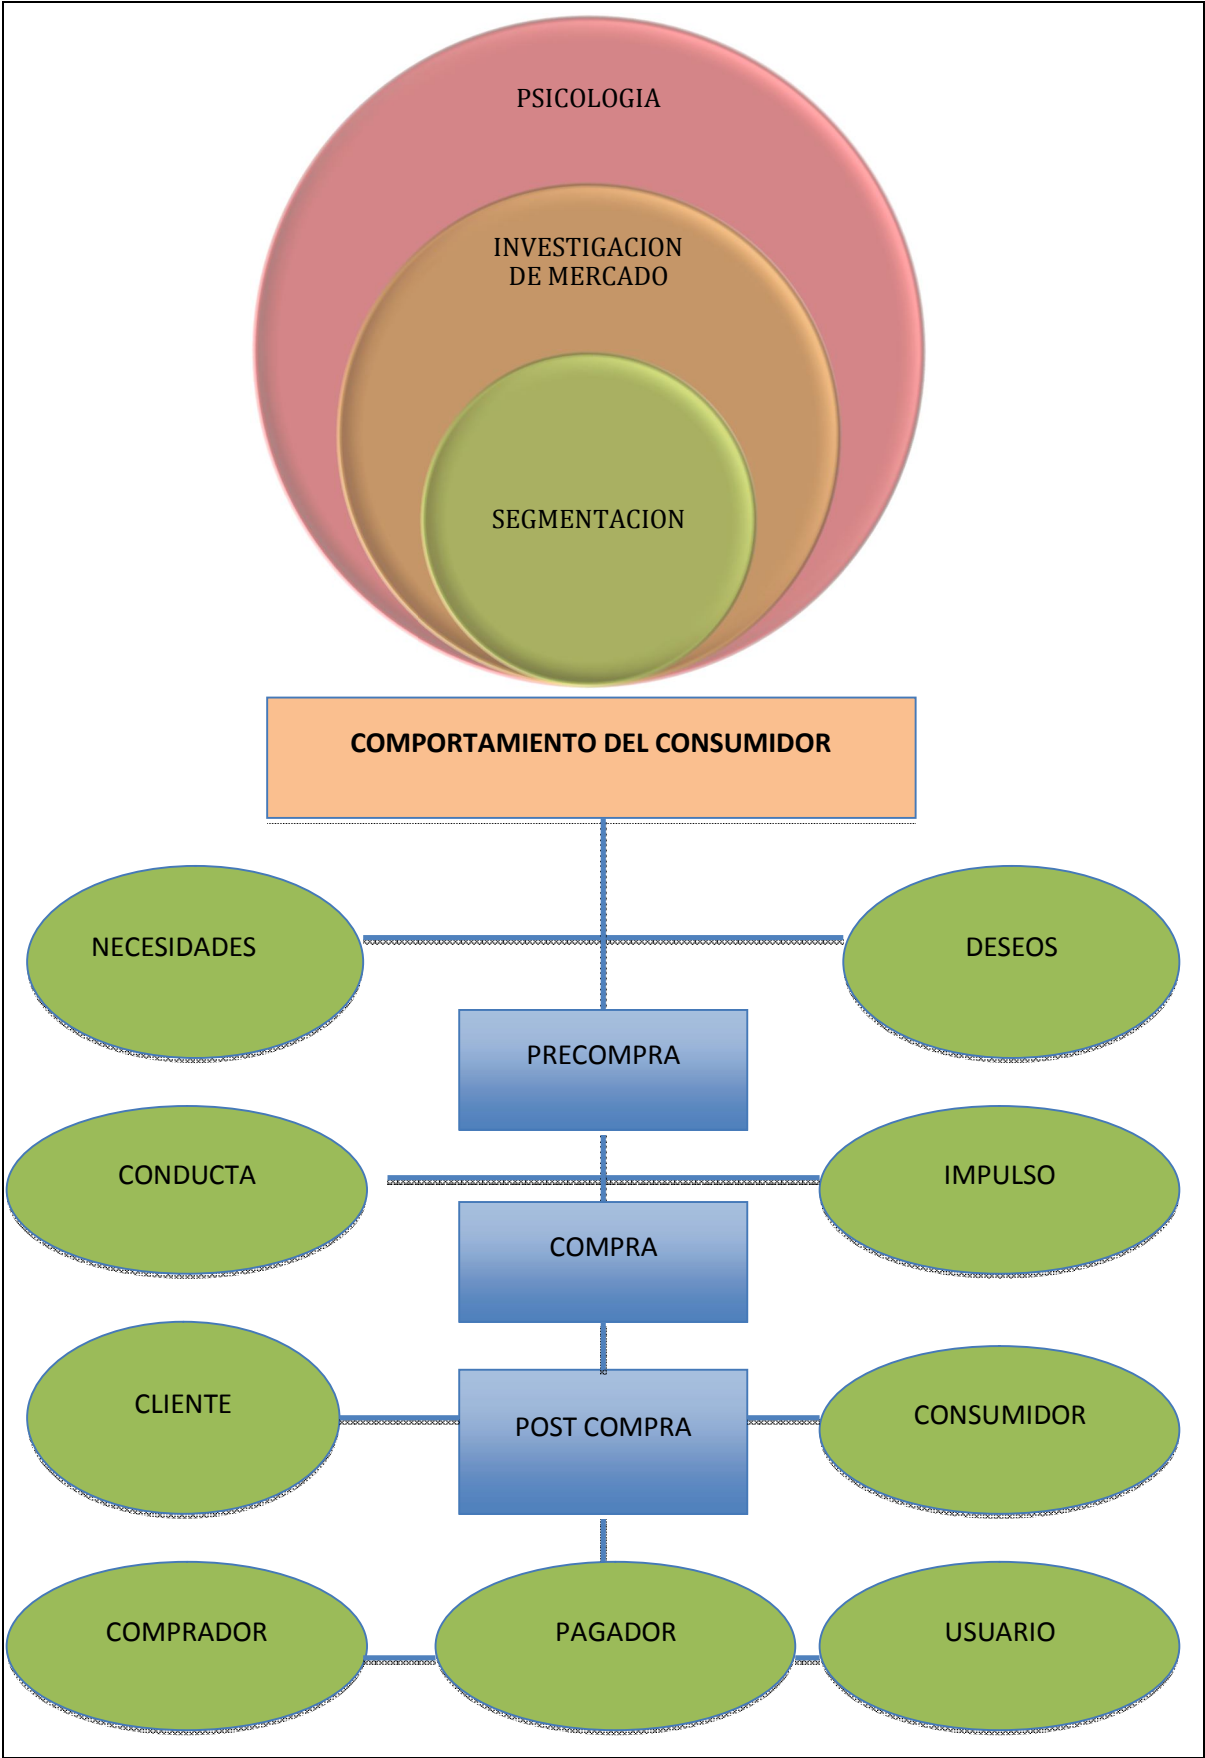 PSICOLOGIA
INVESTIGACION
DE MERCADO
SEGMENTACION
COMPORTAMIENTO DEL CONSUMIDOR
NECESIDADES
DESEOS
PRECOMPRA
CONDUCTA
IMPULSO
COMPRA
CLIENTE
POST COMPRA
CONSUMIDOR
COMPRADOR
PAGADOR
USUARIO